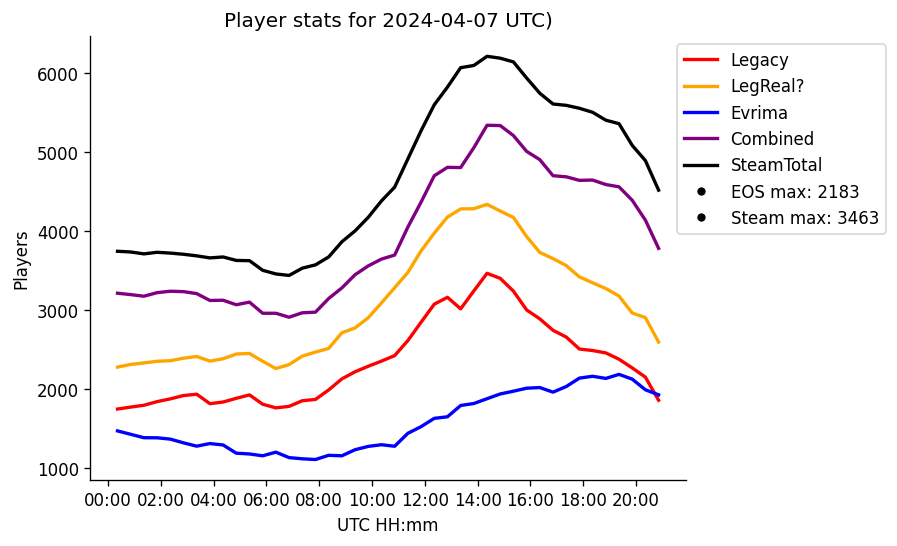 Player stats for 2024-04-07 UTC)
Players
6000
5000
4000
3000
2000
1000
00:00 02:00 04:00 06:00 08:00 10:00 12:00 14:00 16:00 18:00 20:00
UTC HH:mm
Legacy
LegReal?
Evrima
Combined
SteamTotal
EOS max: 2183
Steam max: 3463